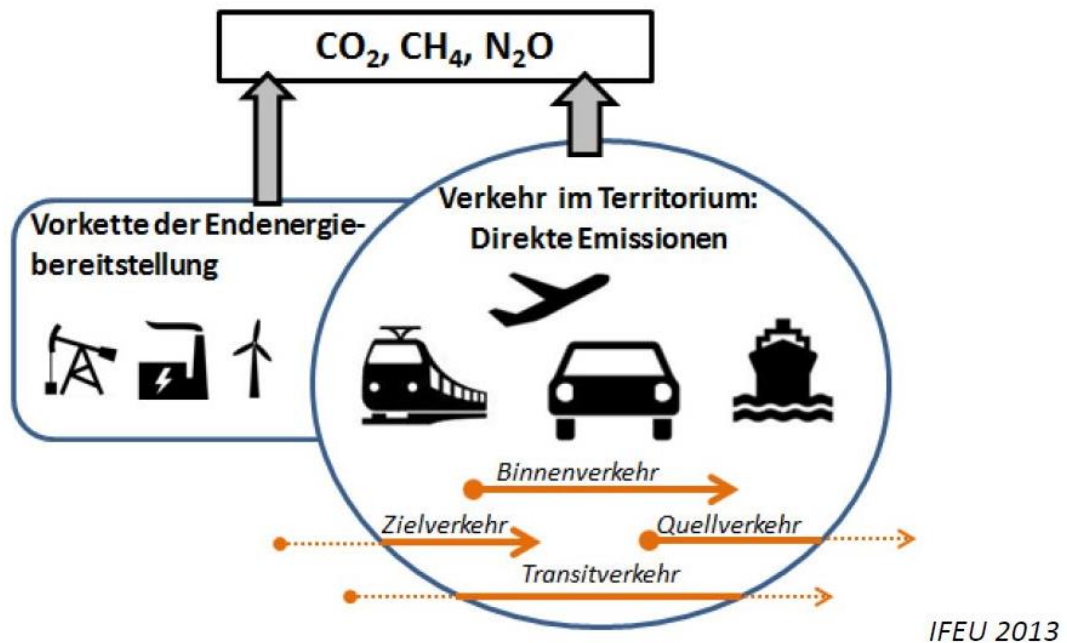 CO₂, CH₄, N₂O
Vorkette der Endenergie-
bereitstellung
Verkehr im Territorium:
Direkte Emissionen
Binnenverkehr
Zielverkehr
Quellverkehr
Transitverkehr
IFEU 2013